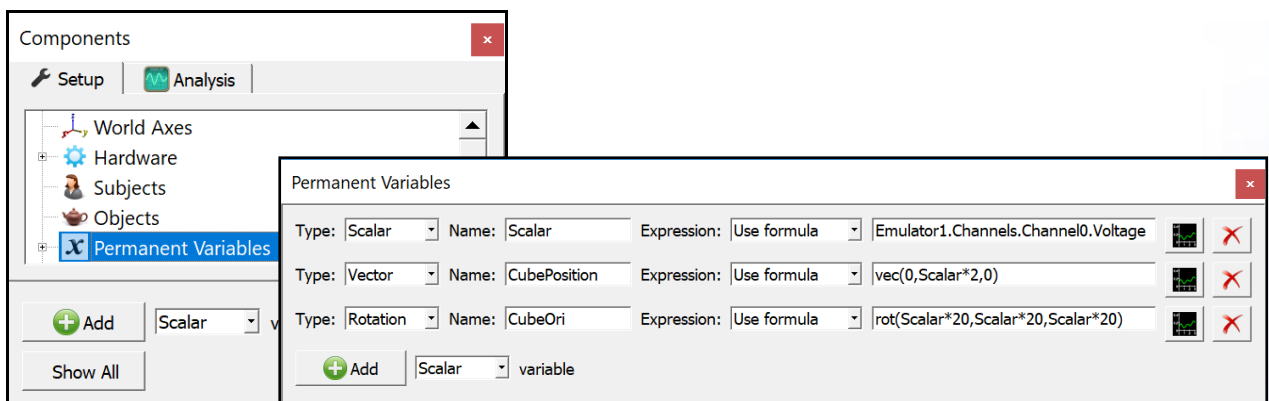 Components
x
Setup
Analysis
World Axes
Hardware
Subjects
Objects
x Permanent Variables
Add
Scalar
Show All
Permanent Variables
x
Type: Scalar Name: Scalar Expression: Use formula Emulator1.Channels.Channel0.Voltage
Type: Vector Name: CubePosition Expression: Use formula vec(0,Scalar*2,0)
Type: Rotation Name: CubeOri Expression: Use formula rot(Scalar*20,Scalar*20,Scalar*20)
Add Scalar variable